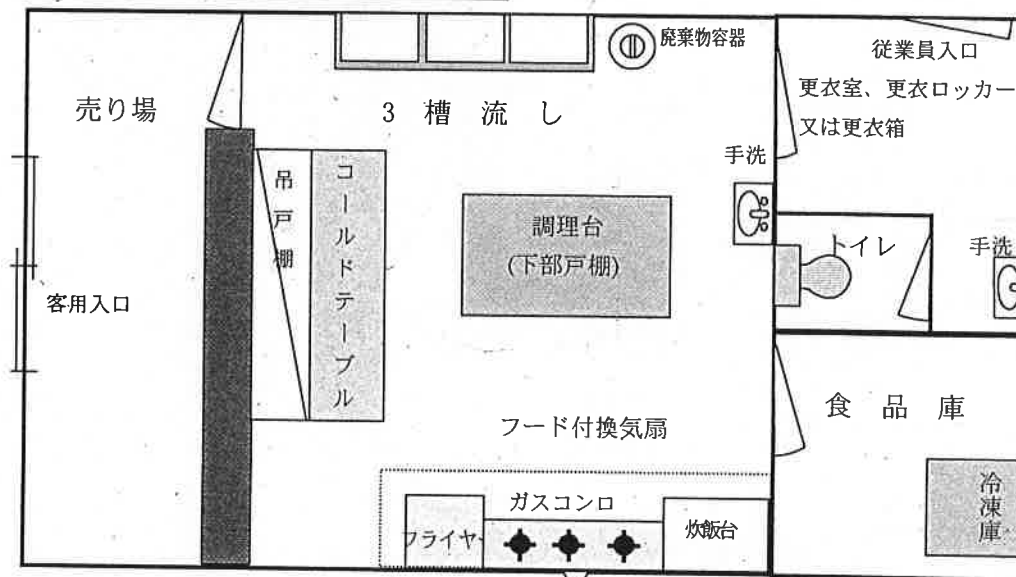 廃棄物容器
従業員入口
更衣室、更衣ロッカー
又は更衣箱
売り場
3 槽 流 し
手洗
吊戸棚
コールドテーブル
調理台
(下部戸棚)
トイレ
手洗
客用入口
食 品 庫
フード付換気扇
ガスコンロ
フライヤー
炊飯台
冷凍庫